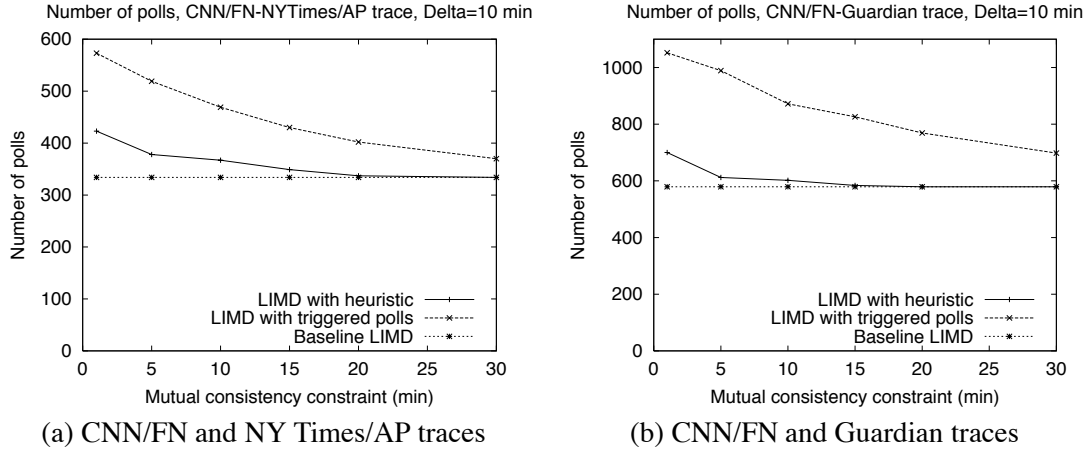 Number of polls, CNN/FN-NYTimes/AP trace, Delta=10 min
600
500
400
300
200
100
0
Number of polls
LIMD with heuristic
LIMD with triggered polls
Baseline LIMD
0 5 10 15 20 25 30
Mutual consistency constraint (min)
(a) CNN/FN and NY Times/AP traces
Number of polls, CNN/FN-Guardian trace, Delta=10 min
1000
800
600
400
200
0
Number of polls
LIMD with heuristic
LIMD with triggered polls
Baseline LIMD
0 5 10 15 20 25 30
Mutual consistency constraint (min)
(b) CNN/FN and Guardian traces